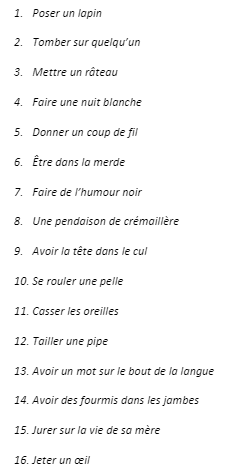 1. Poser un lapin
2. Tomber sur quelqu'un
3. Mettre un râteau
4. Faire une nuit blanche
5. Donner un coup de fil
6. Être dans la merde
7. Faire de l'humour noir
8. Une pendaison de crémaillère
9. Avoir la tête dans le cul
10. Se rouler une pelle
11. Casser les oreilles
12. Tailler une pipe
13. Avoir un mot sur le bout de la langue
14. Avoir des fourmis dans les jambes
15. Jurer sur la vie de sa mère
16. Jeter un œil